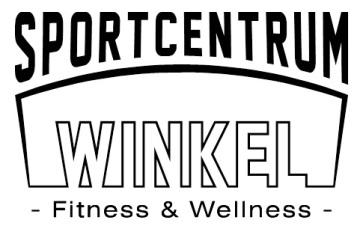 SPORTCENTRUM
WINKEL
- Fitness & Wellness -